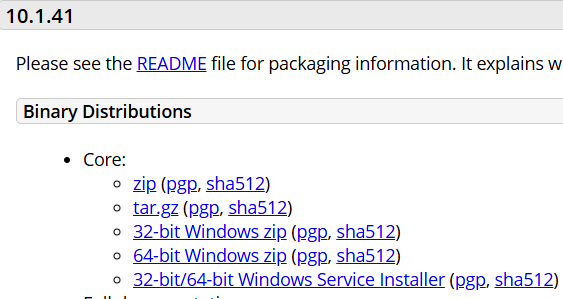 10.1.41
Please see the README file for packaging information. It explains w
Binary Distributions
Core:
zip (pgp, sha512)
tar.gz (pgp, sha512)
32-bit Windows zip (pgp, sha512)
64-bit Windows zip (pgp, sha512)
32-bit/64-bit Windows Service Installer (pgp, sha512)